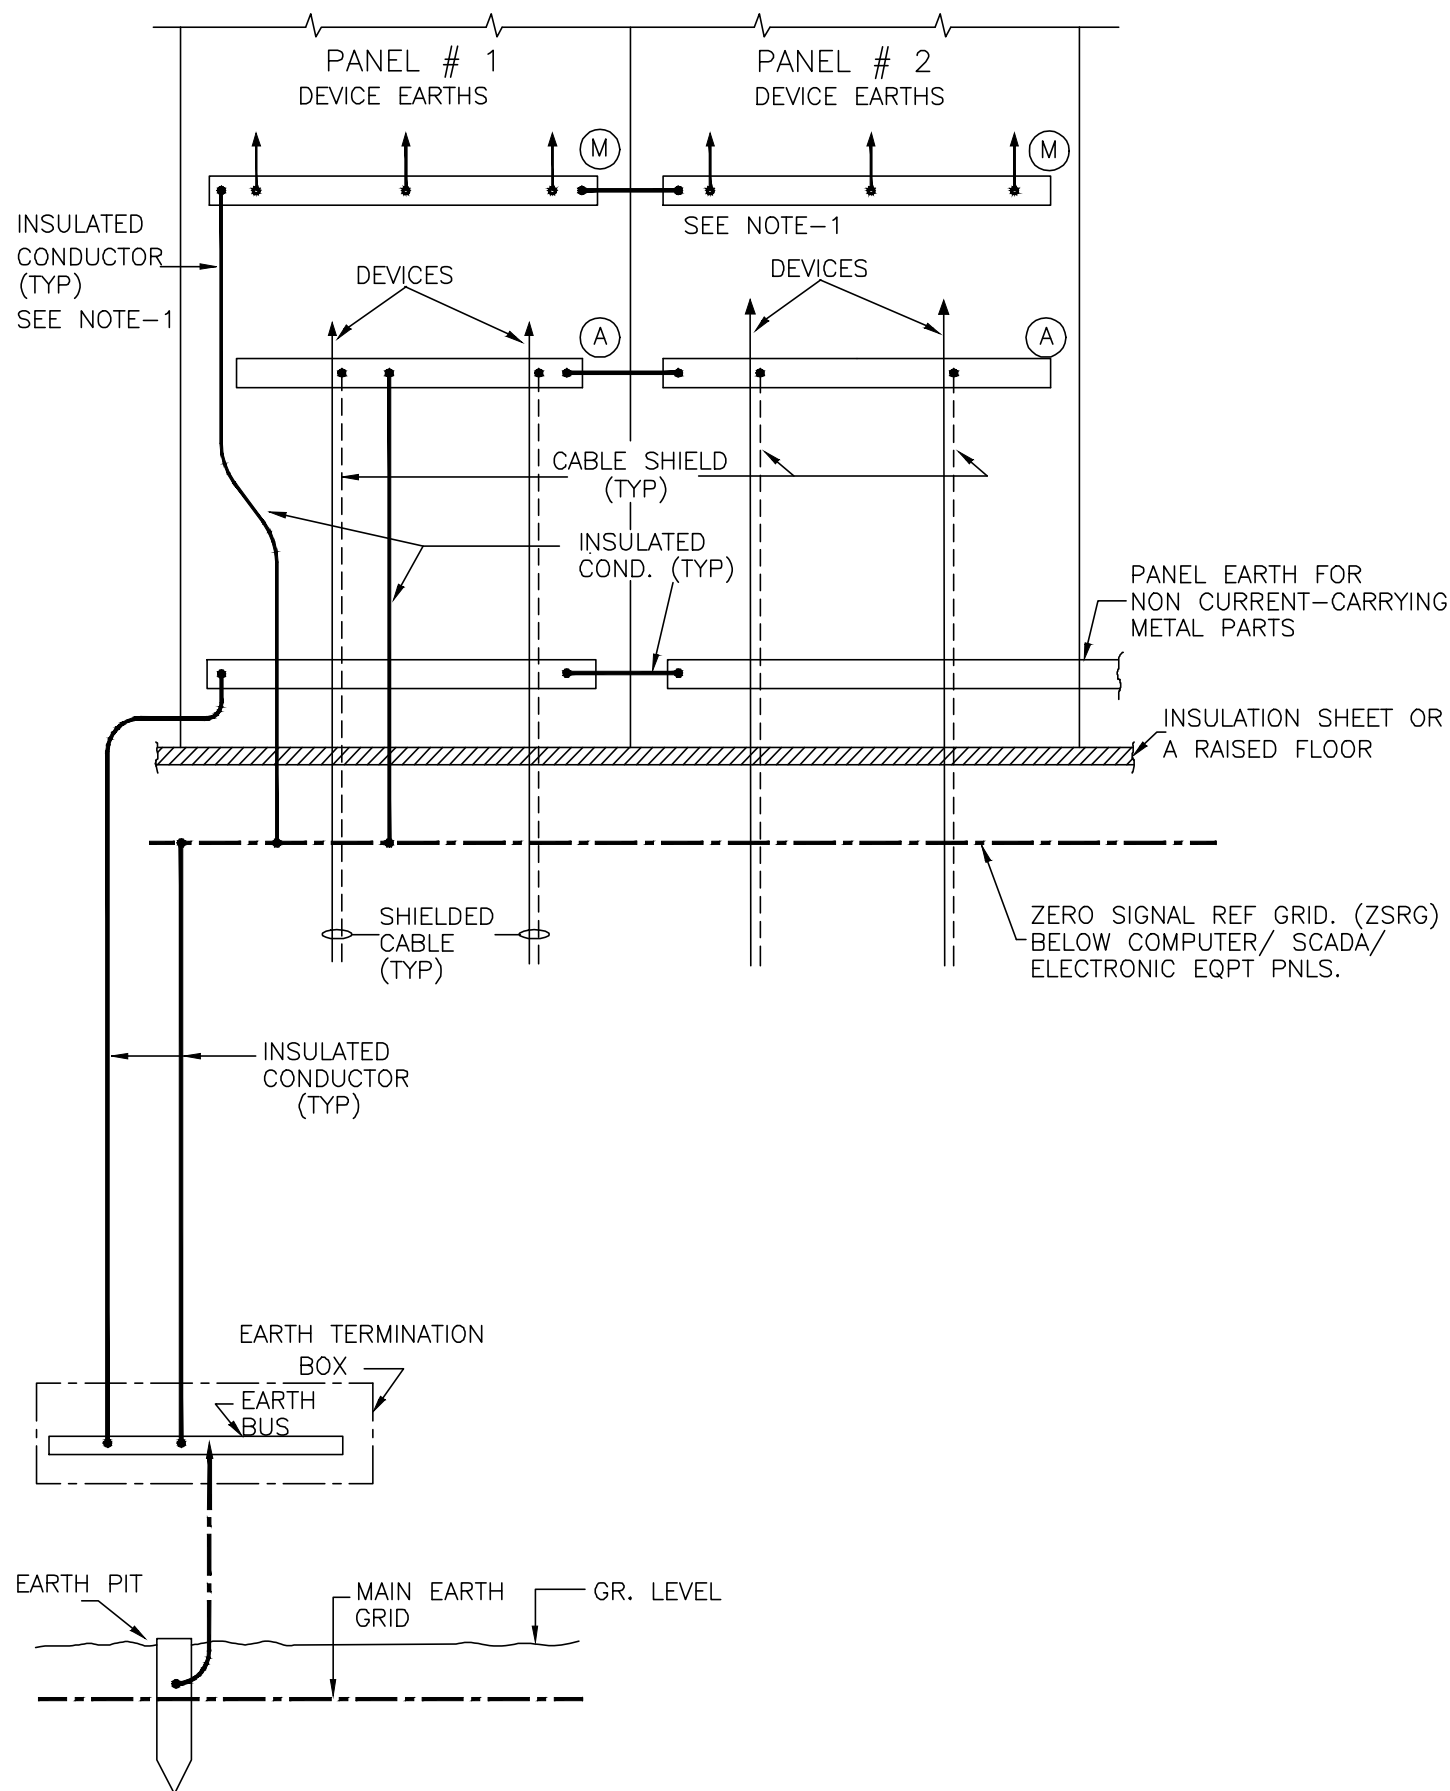 PANEL # 1
DEVICE EARTHS
PANEL # 2
DEVICE EARTHS
M
M
INSULATED
CONDUCTOR
(TYP)
SEE NOTE-1
SEE NOTE-1
DEVICES
DEVICES
A
A
CABLE SHIELD
(TYP)
INSULATED
COND. (TYP)
PANEL EARTH FOR
NON CURRENT-CARRYING
METAL PARTS
INSULATION SHEET OR
A RAISED FLOOR
SHIELDED
CABLE
(TYP)
ZERO SIGNAL REF GRID. (ZSRG)
BELOW COMPUTER/ SCADA/
ELECTRONIC EQPT PNLS.
INSULATED
CONDUCTOR
(TYP)
EARTH TERMINATION
BOX
EARTH
BUS
EARTH PIT
MAIN EARTH
GRID
GR. LEVEL